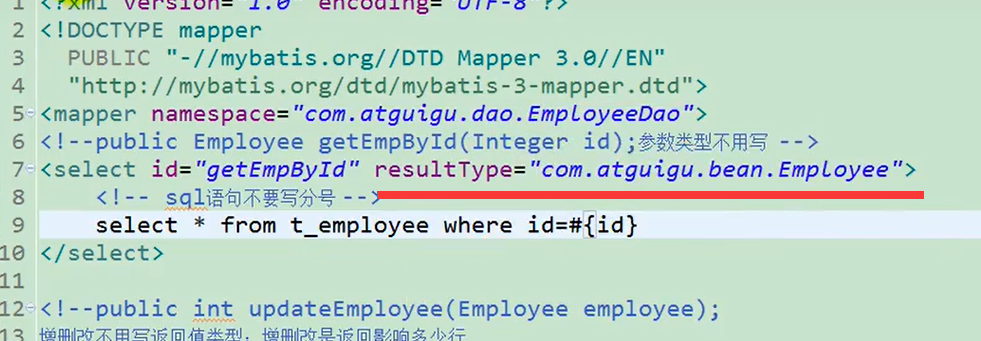 1 <?xml version="1.0" encoding="UTF-8"?>
2 <!DOCTYPE mapper
3 PUBLIC "-//mybatis.org//DTD Mapper 3.0//EN"
4 "http://mybatis.org/dtd/mybatis-3-mapper.dtd">
5 <mapper namespace="com.atguigu.dao.EmployeeDao">
6 <!--public Employee getEmpById(Integer id);参数类型不用写 -->
7 <select id="getEmpById" resultType="com.atguigu.bean.Employee">
8 <!-- sql语句不要写分号 -->
9 select * from t_employee where id=#{id}
10 </select>
11
12 <!--public int updateEmployee(Employee employee);
13 增删改不用写返回值类型；增删改是返回影响多少行